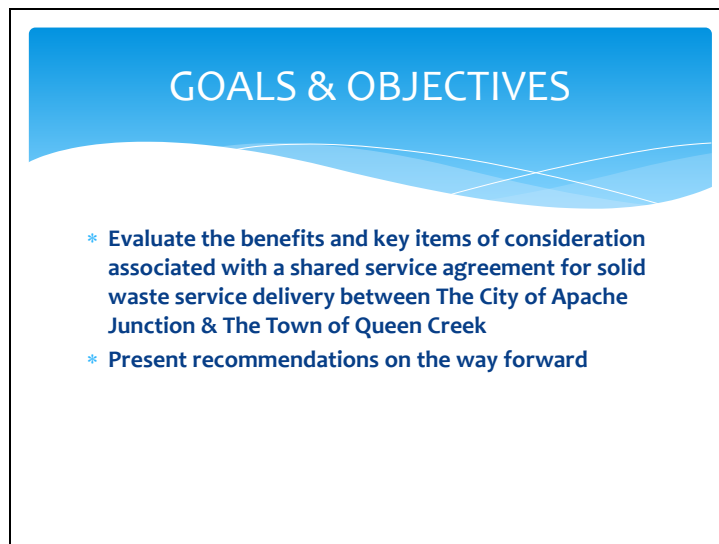 GOALS & OBJECTIVES
* Evaluate the benefits and key items of consideration
associated with a shared service agreement for solid
waste service delivery between The City of Apache
Junction & The Town of Queen Creek
* Present recommendations on the way forward